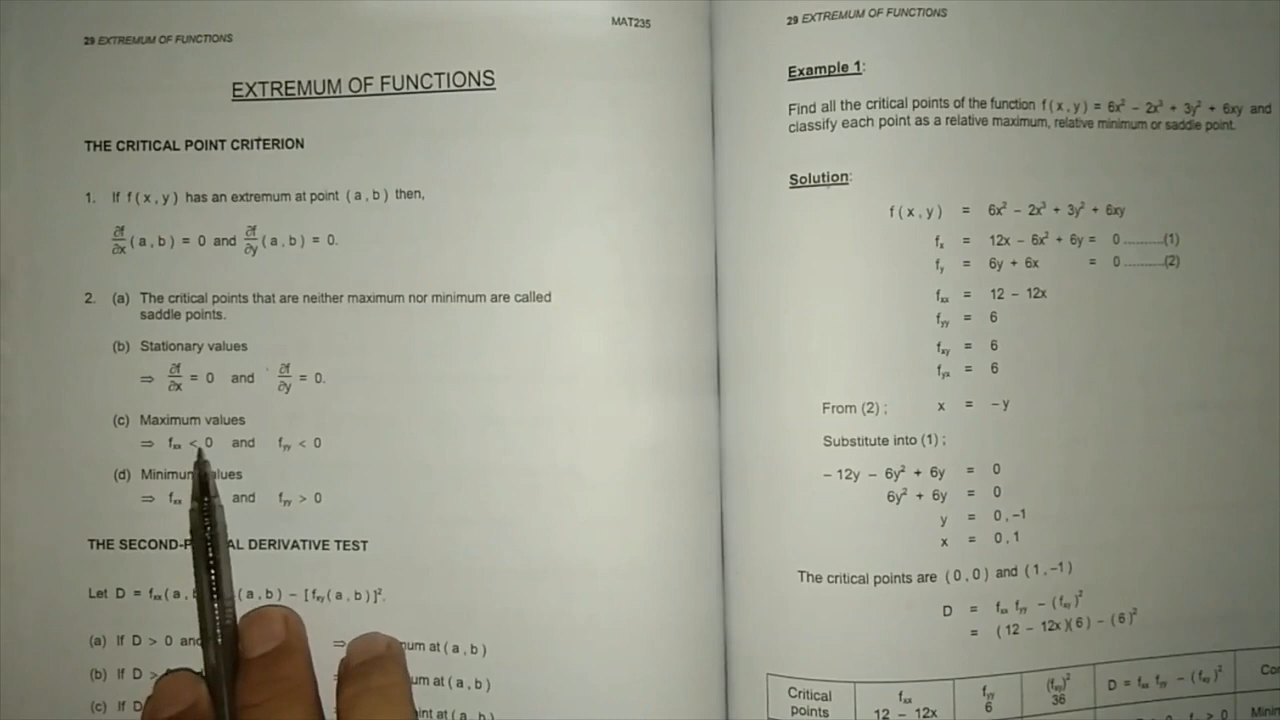 29 EXTREMUM OF FUNCTIONS
MAT235
EXTREMUM OF FUNCTIONS
THE CRITICAL POINT CRITERION
1. If f ( x , y ) has an extremum at point ( a , b ) then,
∂f/∂x ( a , b ) = 0 and ∂f/∂y ( a , b ) = 0.
2. (a) The critical points that are neither maximum nor minimum are called
saddle points.
(b) Stationary values
⇒ ∂f/∂x = 0 and ∂f/∂y = 0.
(c) Maximum values
⇒ fxx < 0 and fyy < 0
(d) Minimum values
⇒ fxx and fyy > 0
THE SECOND- AL DERIVATIVE TEST
Let D = fxx( a , ( a , b ) − [ fxy( a , b ) ]².
(a) If D > 0 and ⇒ at ( a , b )
(b) If D > at ( a , b )
(c) If D at ( a , b )
29 EXTREMUM OF FUNCTIONS
Example 1:
Find all the critical points of the function f ( x , y ) = 6x² − 2x³ + 3y² + 6xy and
classify each point as a relative maximum, relative minimum or saddle point.
Solution:
f ( x , y ) = 6x² − 2x³ + 3y² + 6xy
fx = 12x − 6x² + 6y = 0 ...........(1)
fy = 6y + 6x = 0 ...........(2)
fxx = 12 − 12x
fyy = 6
fxy = 6
fyx = 6
From (2) ; x = − y
Substitute into (1) ;
− 12y − 6y² + 6y = 0
6y² + 6y = 0
y = 0 , −1
x = 0 , 1
The critical points are ( 0 , 0 ) and ( 1 , −1 )
D = fxx fyy − ( fxy )²
= ( 12 − 12x )( 6 ) − ( 6 )²
Critical points fxx 12 − 12x fyy 6 (fxy)² 36 D = fxx fyy − ( fxy )²